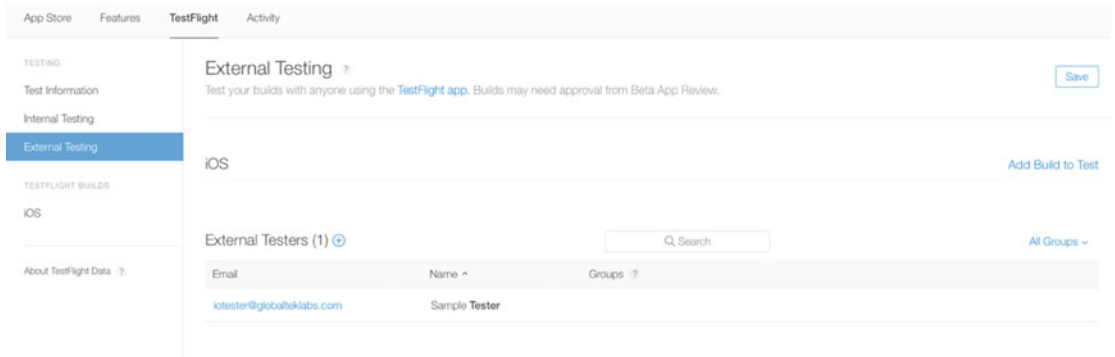 App Store Features TestFlight Activity
TESTING
Test Information
Internal Testing
External Testing
TESTFLIGHT BUILDS
iOS
About TestFlight Data ?
External Testing ?
Save
Test your builds with anyone using the TestFlight app. Builds may need approval from Beta App Review.
iOS
Add Build to Test
External Testers (1)
Search
All Groups
Email Name Groups ?
iotester@globalteklabs.com Sample Tester